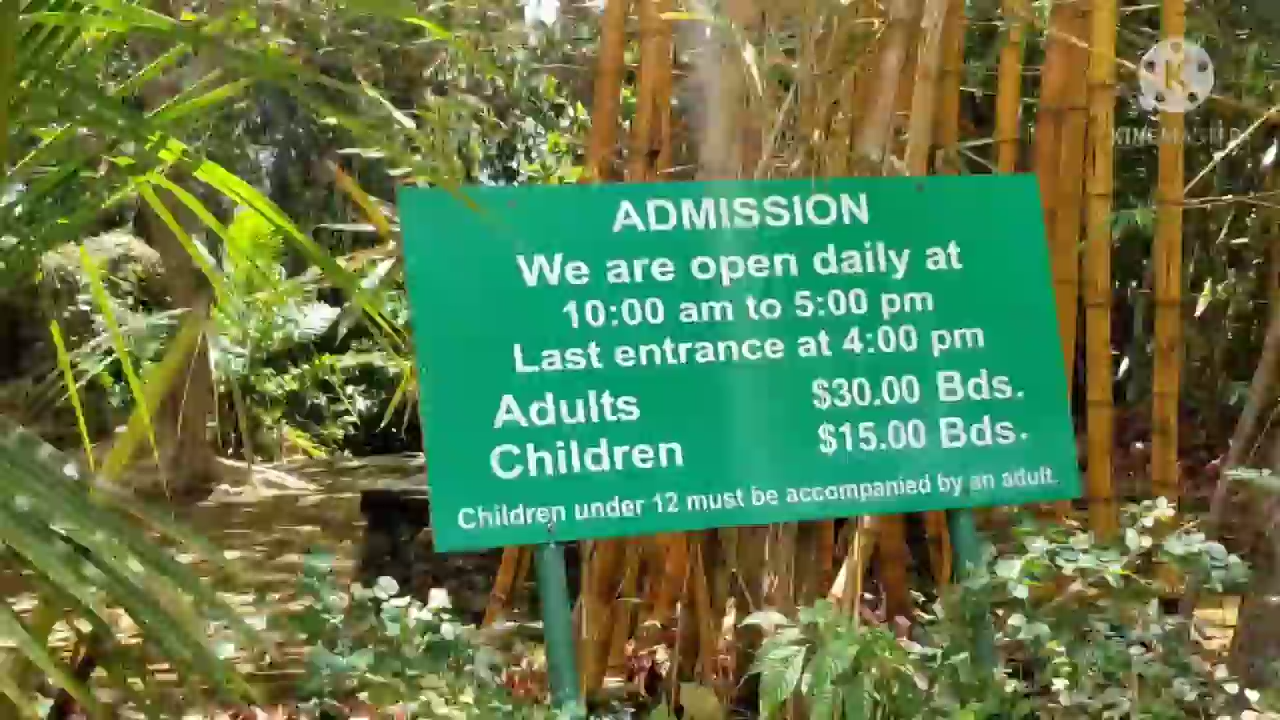 K
KINEMASTER
ADMISSION
We are open daily at
10:00 am to 5:00 pm
Last entrance at 4:00 pm
Adults $30.00 Bds.
Children $15.00 Bds.
Children under 12 must be accompanied by an adult.